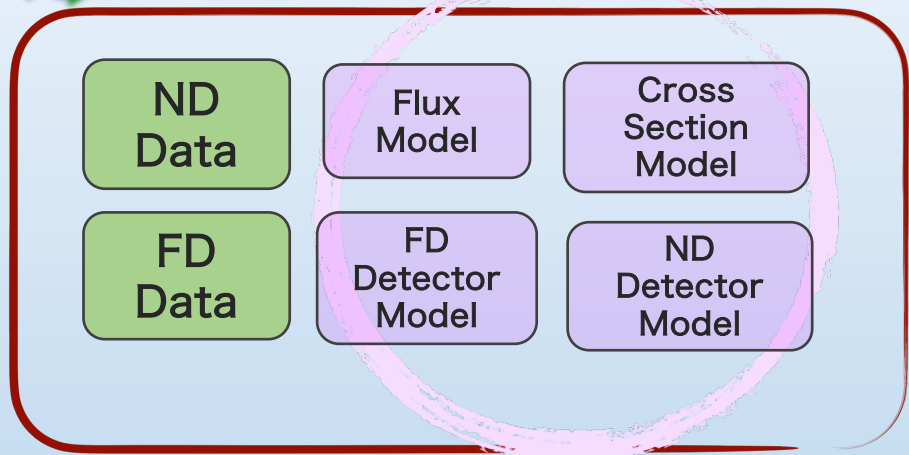 ND
Data
Flux
Model
Cross
Section
Model
FD
Data
FD
Detector
Model
ND
Detector
Model